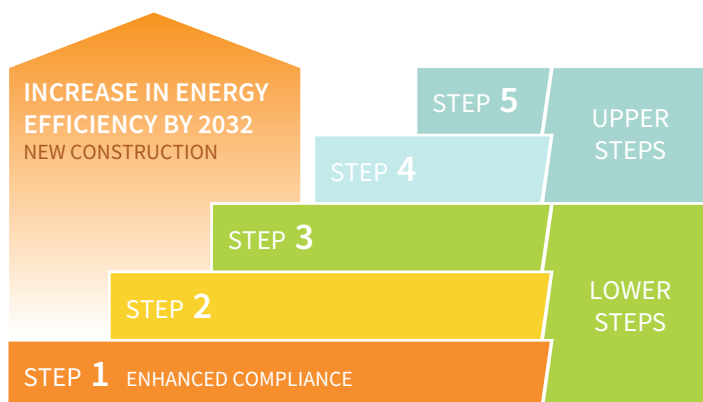 INCREASE IN ENERGY
EFFICIENCY BY 2032
NEW CONSTRUCTION
STEP 5
UPPER
STEPS
STEP 4
STEP 3
LOWER
STEPS
STEP 2
STEP 1 ENHANCED COMPLIANCE